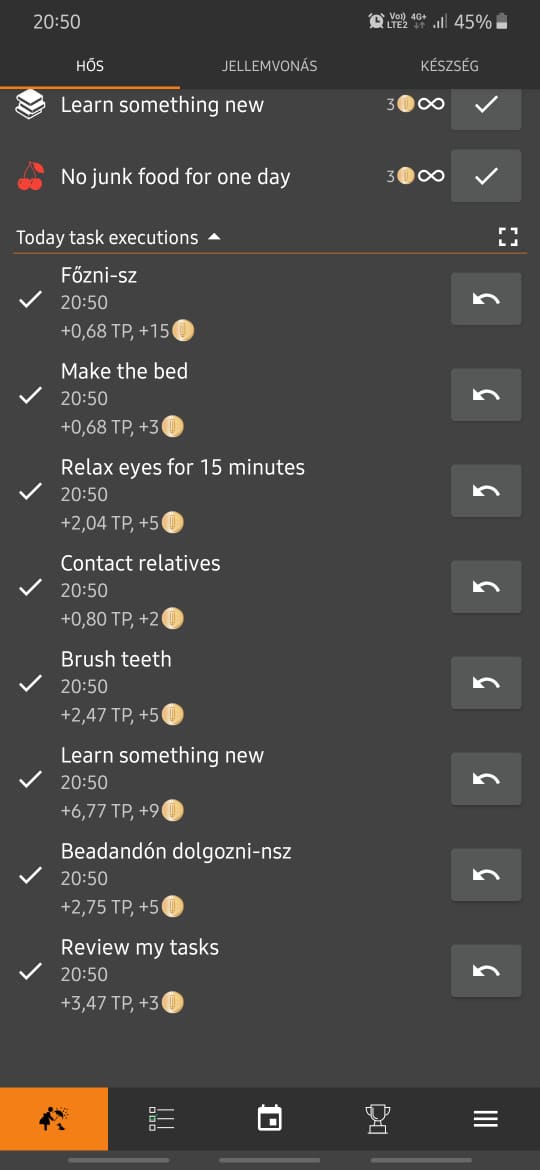 20:50
Vo)) 4G+
LTE2
45%
HŐS
JELLEMVONÁS
KÉSZSÉG
Learn something new
3
No junk food for one day
3
Today task executions
Főzni-sz
20:50
+0,68 TP, +15
Make the bed
20:50
+0,68 TP, +3
Relax eyes for 15 minutes
20:50
+2,04 TP, +5
Contact relatives
20:50
+0,80 TP, +2
Brush teeth
20:50
+2,47 TP, +5
Learn something new
20:50
+6,77 TP, +9
Beadandón dolgozni-nsz
20:50
+2,75 TP, +5
Review my tasks
20:50
+3,47 TP, +3